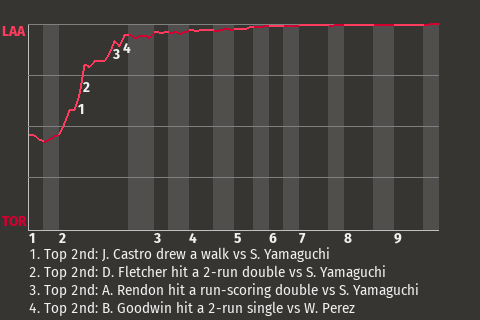 LAA
3 4
2
1
TOR
1 2 3 4 5 6 7 8 9
1. Top 2nd: J. Castro drew a walk vs S. Yamaguchi
2. Top 2nd: D. Fletcher hit a 2-run double vs S. Yamaguchi
3. Top 2nd: A. Rendon hit a run-scoring double vs S. Yamaguchi
4. Top 2nd: B. Goodwin hit a 2-run single vs W. Perez